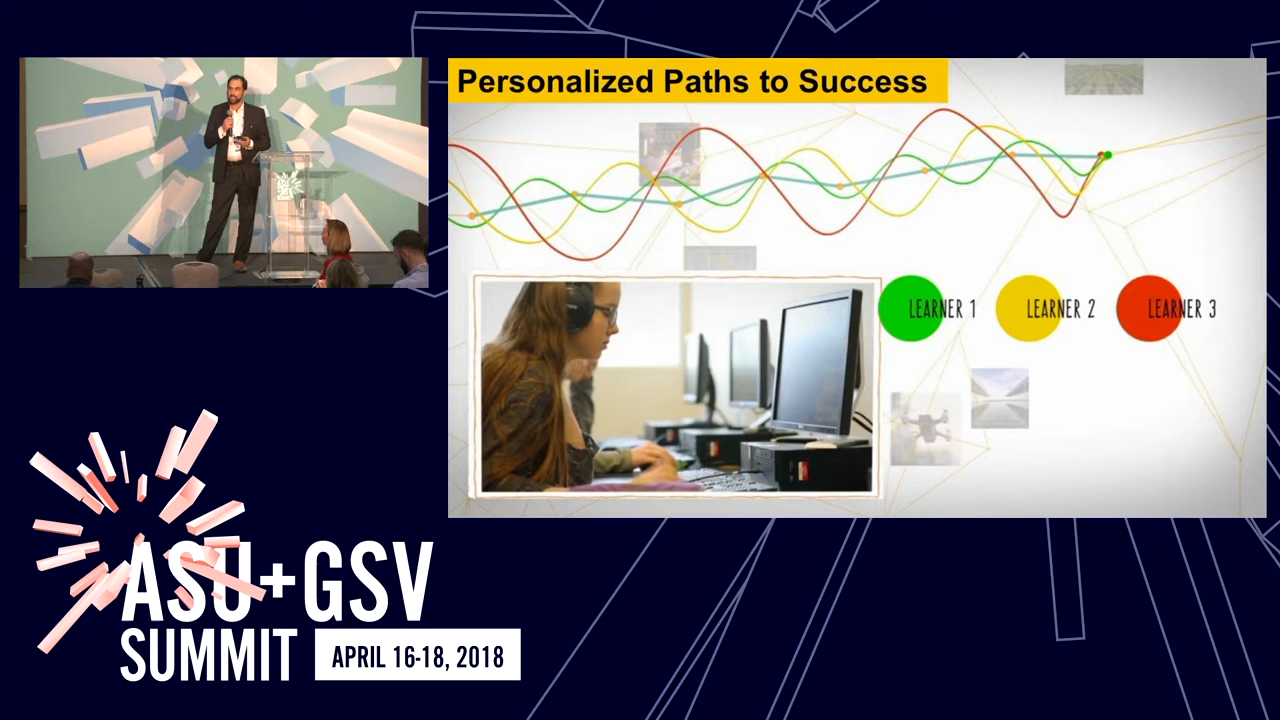 Personalized Paths to Success
LEARNER 1
LEARNER 2
LEARNER 3
ASU+GSV
SUMMIT
APRIL 16-18, 2018